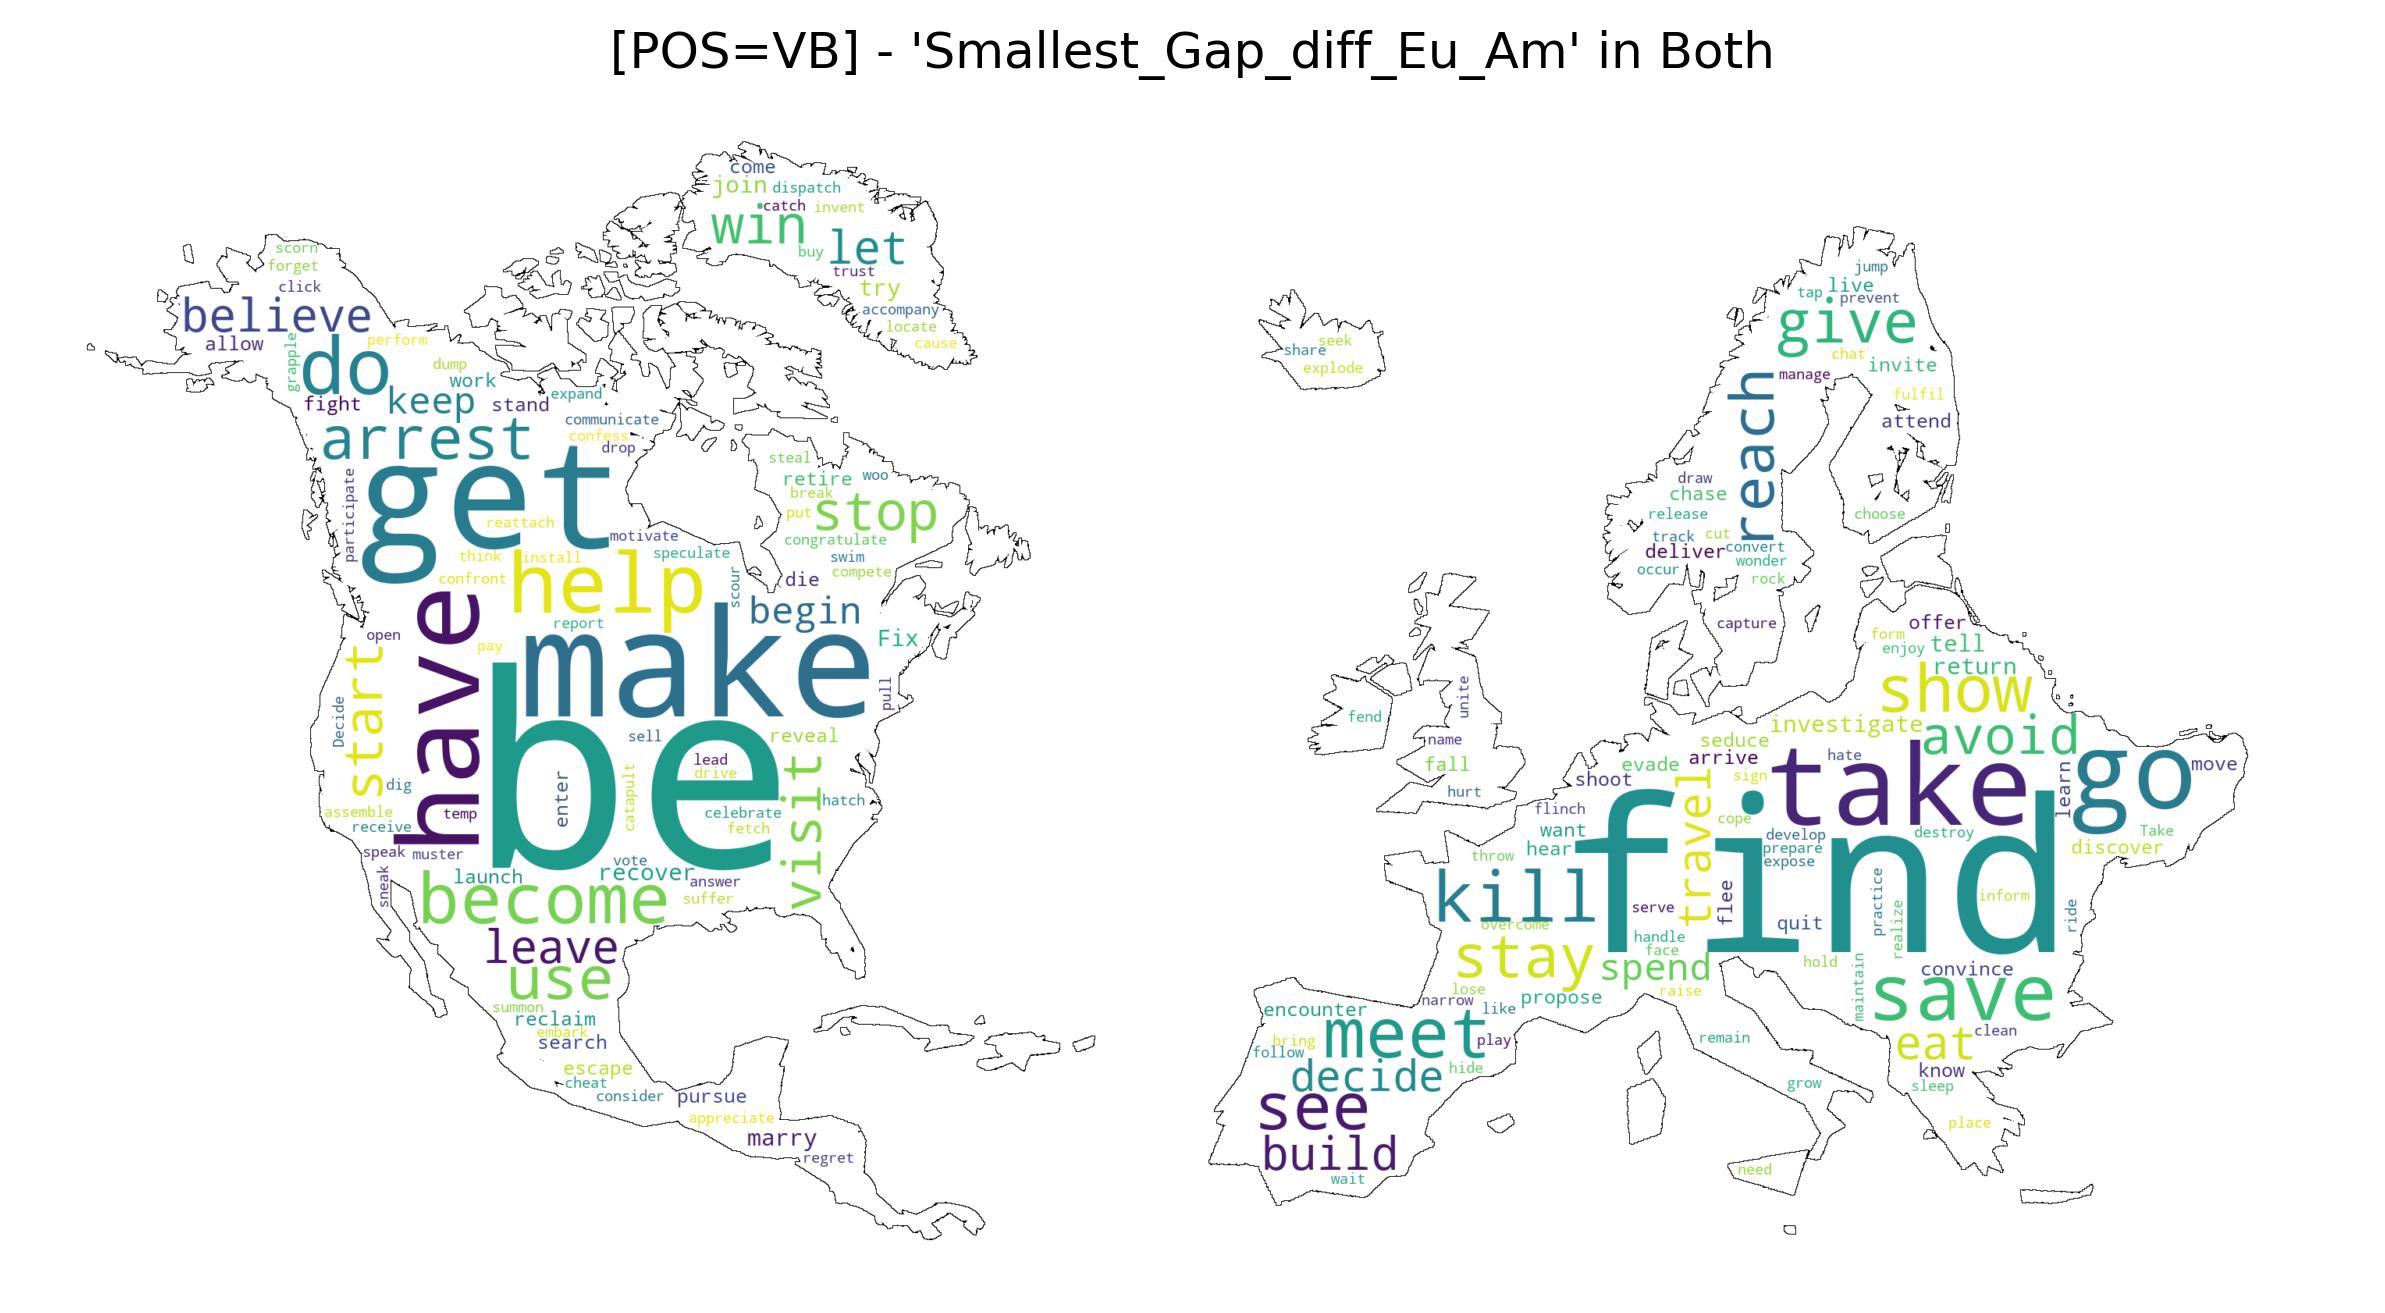 [POS=VB] - 'Smallest_Gap_diff_Eu_Am' in Both
come
join
dispatch
catch
invent
win
buy
let
trust
try
accompany
locate
cause
scorn
forget
click
believe
allow
grapple
perform
do
dump
work
expand
fight
keep
stand
communicate
arrest
confess
drop
participate
get
reattach
motivate
think
install
speculate
confront
help
scour
steal
retire
woo
break
put
stop
congratulate
swim
compete
die
begin
report
Fix
open
pay
have
make
pull
start
Decide
be
sell
reveal
lead
drive
enter
catapult
visit
hatch
celebrate
fetch
dig
assemble
receive
temp
speak
muster
sneak
vote
launch
recover
answer
suffer
become
leave
use
summon
reclaim
embark
search
escape
cheat
consider
pursue
appreciate
marry
regret
jump
live
tap
prevent
give
chat
invite
manage
fulfil
attend
reach
choose
seek
share
explode
draw
chase
release
track
cut
deliver
convert
wonder
occur
rock
capture
unite
fend
name
fall
hurt
offer
form
tell
enjoy
return
show
investigate
avoid
seduce
arrive
hate
evade
sign
shoot
take
learn
go
move
flinch
travel
cope
want
develop
destroy
Take
hear
prepare
discover
throw
expose
find
kill
flee
practice
inform
serve
quit
realize
ride
overcome
handle
face
stay
spend
hold
convince
maintain
lose
raise
narrow
like
propose
save
encounter
meet
bring
play
follow
hide
decide
remain
clean
eat
know
sleep
see
grow
build
place
wait
need